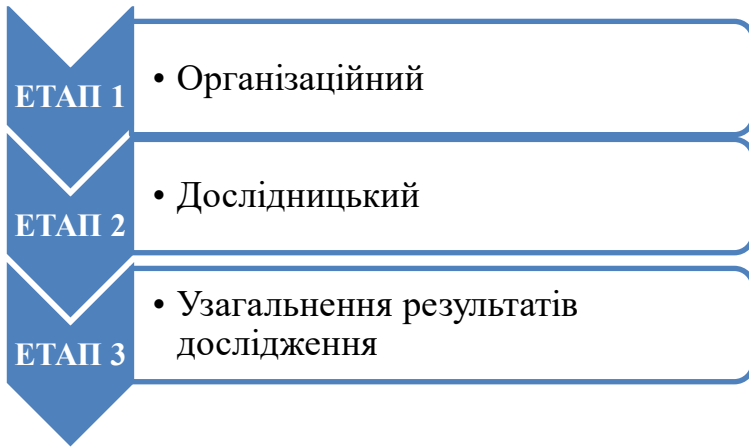 ЕТАП 1
• Організаційний
ЕТАП 2
• Дослідницький
ЕТАП 3
• Узагальнення результатів
дослідження